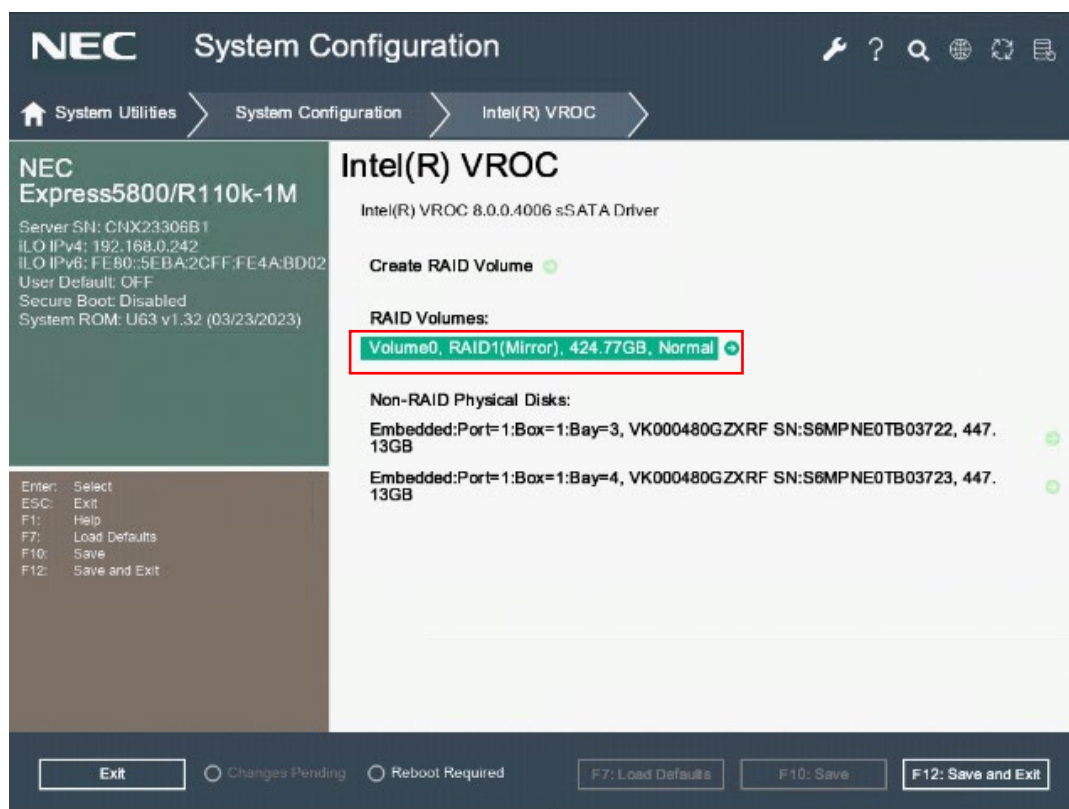 NEC System Configuration
System Utilities System Configuration Intel(R) VROC
NEC
Express5800/R110k-1M
Server SN: CNX23306B1
iLO IPv4: 192.168.0.242
iLO IPv6: FE80::5EBA:2CFF:FE4A:BD02
User Default: OFF
Secure Boot: Disabled
System ROM: U63 v1.32 (03/23/2023)
Enter: Select
ESC: Exit
F1: Help
F7: Load Defaults
F10: Save
F12: Save and Exit
Intel(R) VROC
Intel(R) VROC 8.0.0.4006 sSATA Driver
Create RAID Volume
RAID Volumes:
Volume0, RAID1(Mirror), 424.77GB, Normal
Non-RAID Physical Disks:
Embedded:Port=1:Box=1:Bay=3, VK000480GZXRF SN:S6MPNE0TB03722, 447.
13GB
Embedded:Port=1:Box=1:Bay=4, VK000480GZXRF SN:S6MPNE0TB03723, 447.
13GB
Exit Changes Pending Reboot Required F7: Load Defaults F10: Save F12: Save and Exit